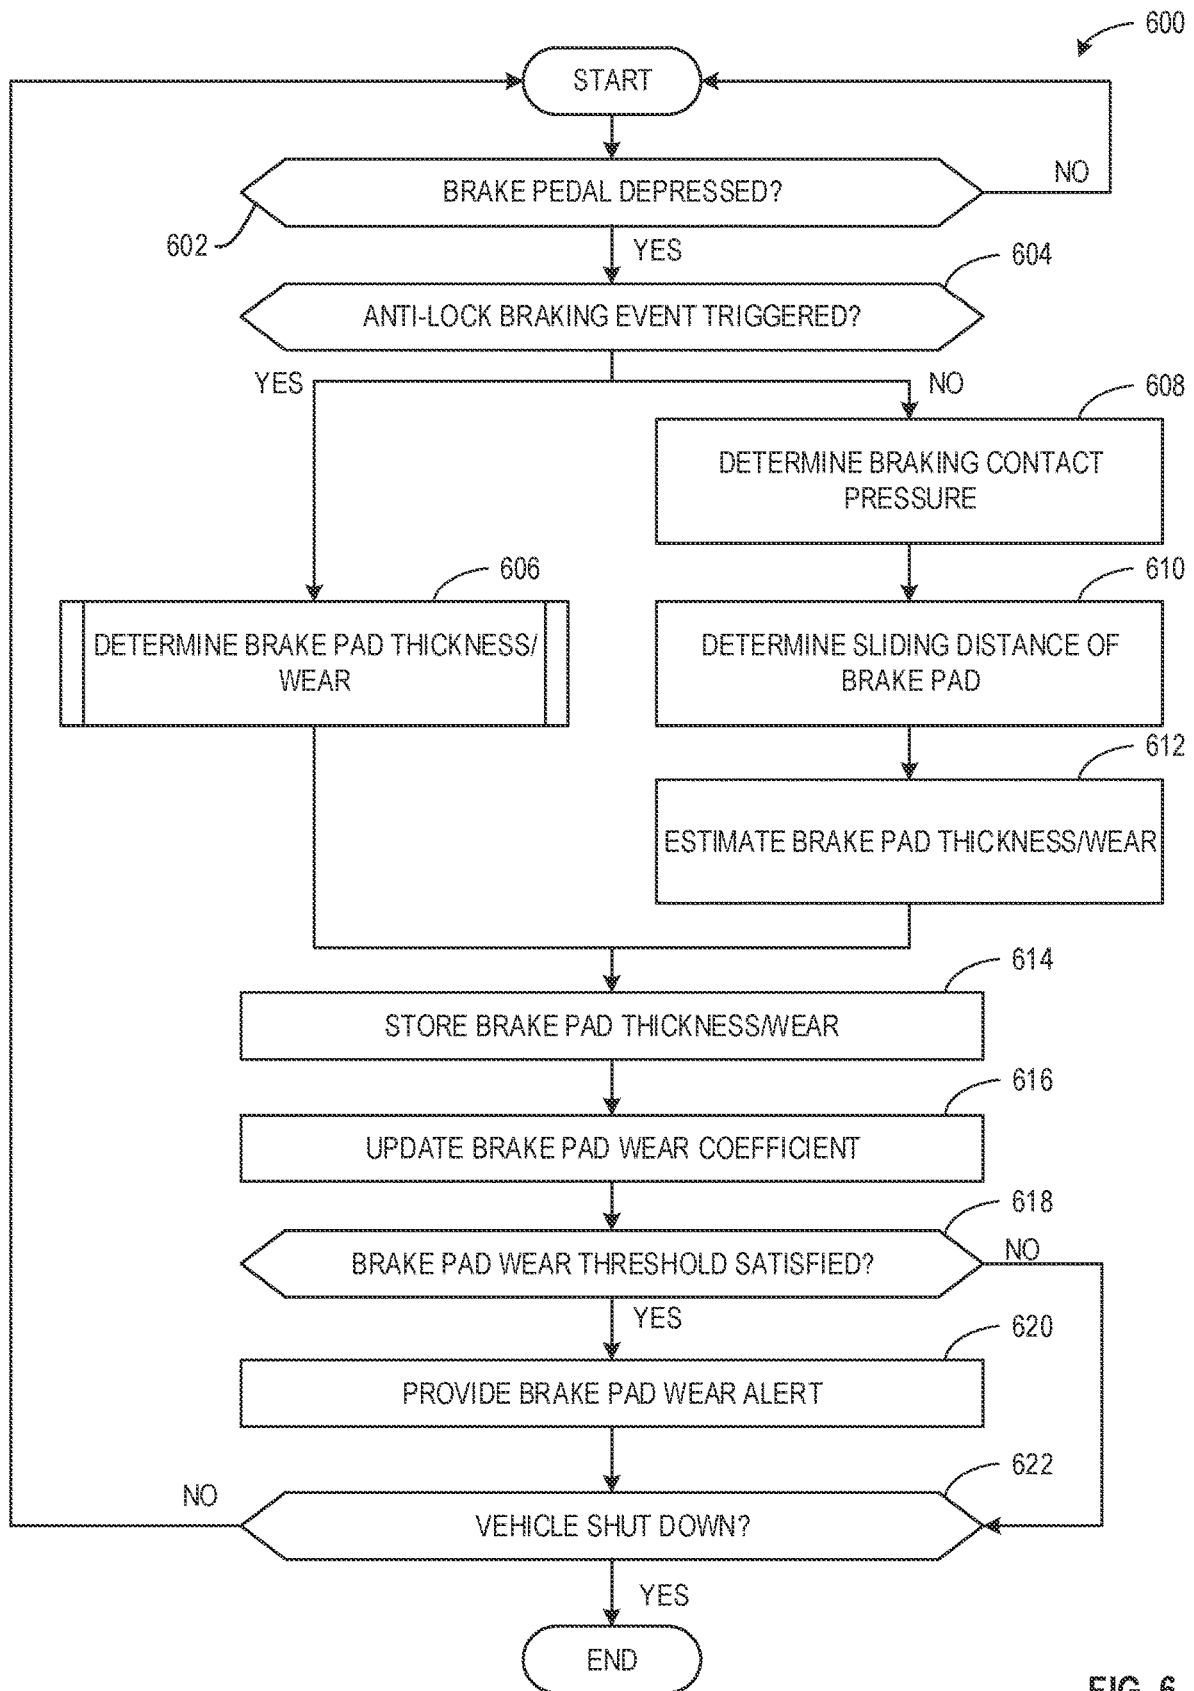 600
START
BRAKE PEDAL DEPRESSED?
NO
602
YES
604
ANTI-LOCK BRAKING EVENT TRIGGERED?
YES
NO
608
DETERMINE BRAKING CONTACT
PRESSURE
606
DETERMINE BRAKE PAD THICKNESS/
WEAR
610
DETERMINE SLIDING DISTANCE OF
BRAKE PAD
612
ESTIMATE BRAKE PAD THICKNESS/WEAR
614
STORE BRAKE PAD THICKNESS/WEAR
616
UPDATE BRAKE PAD WEAR COEFFICIENT
618
BRAKE PAD WEAR THRESHOLD SATISFIED?
NO
YES
620
PROVIDE BRAKE PAD WEAR ALERT
622
NO
VEHICLE SHUT DOWN?
YES
END
FIG. 6